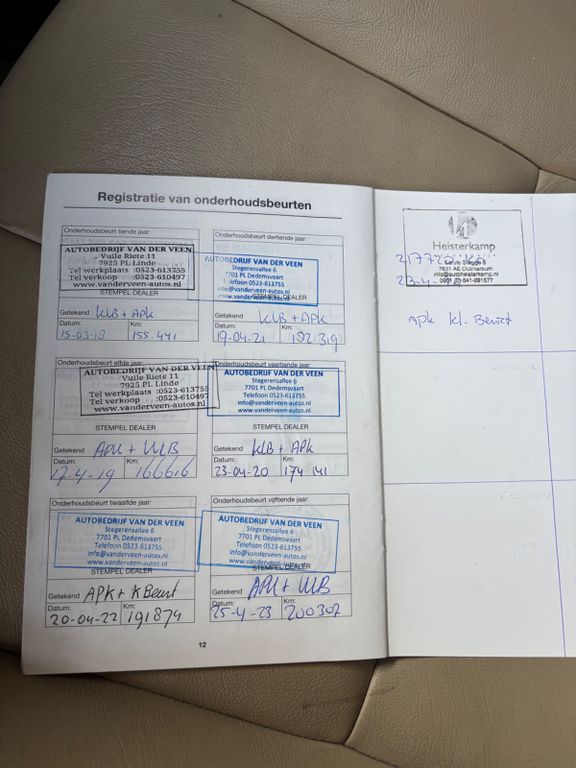 Registratie van onderhoudsbeurten
Onderhoudsbeurt tiende jaar:
AUTOBEDRIJF VAN DER VEEN
Vuile Riete 11
7925 PL Linde
Tel werkplaats :0523-613755
Tel verkoop :0523-610497
www.vanderveen-autos.nl
Getekend KLB + APK
Datum: Km:
15-03-18 155.441
Onderhoudsbeurt dertiende jaar:
AUTOBEDRIJF VAN DER VEEN
Stegerensallee 6
7701 PL Dedemsvaart
Telefoon 0523-613755
info@vanderveen-autos.nl
www.vanderveen-autos.nl
STEMPEL DEALER
Getekend KLB + APK
Datum: Km:
19-04-21 182.319
Onderhoudsbeurt elfde jaar:
AUTOBEDRIJF VAN DER VEEN
Vuile Riete 11
7925 PL Linde
Tel werkplaats :0523-613755
Tel verkoop :0523-610497
www.vanderveen-autos.nl
STEMPEL DEALER
Getekend APK + KLB
Datum: Km:
17-4-19 166616
Onderhoudsbeurt veertiende jaar:
AUTOBEDRIJF VAN DER VEEN
Stegerensallee 6
7701 PL Dedemsvaart
Telefoon 0523-613755
info@vanderveen-autos.nl
www.vanderveen-autos.nl
STEMPEL DEALER
Getekend KLB + APK
Datum: Km:
23-04-20 174 141
Onderhoudsbeurt twaalfde jaar:
AUTOBEDRIJF VAN DER VEEN
Stegerensallee 6
7701 PL Dedemsvaart
Telefoon 0523-613755
info@vanderveen-autos.nl
www.vanderveen-autos.nl
STEMPEL DEALER
Getekend APK + K Beurt
Datum: Km:
20-04-22 191874
Onderhoudsbeurt vijftiende jaar:
AUTOBEDRIJF VAN DER VEEN
Stegerensallee 6
7701 PL Dedemsvaart
Telefoon 0523-613755
info@vanderveen-autos.nl
www.vanderveen-autos.nl
STEMPEL DEALER
Getekend APK + KLB
Datum: Km:
25-4-23 200302
12
Heisterkamp
7631 AE Ootmarsum
info@autoheisterkamp.nl
0031 (0) 541-291577
apk kl. Beurt